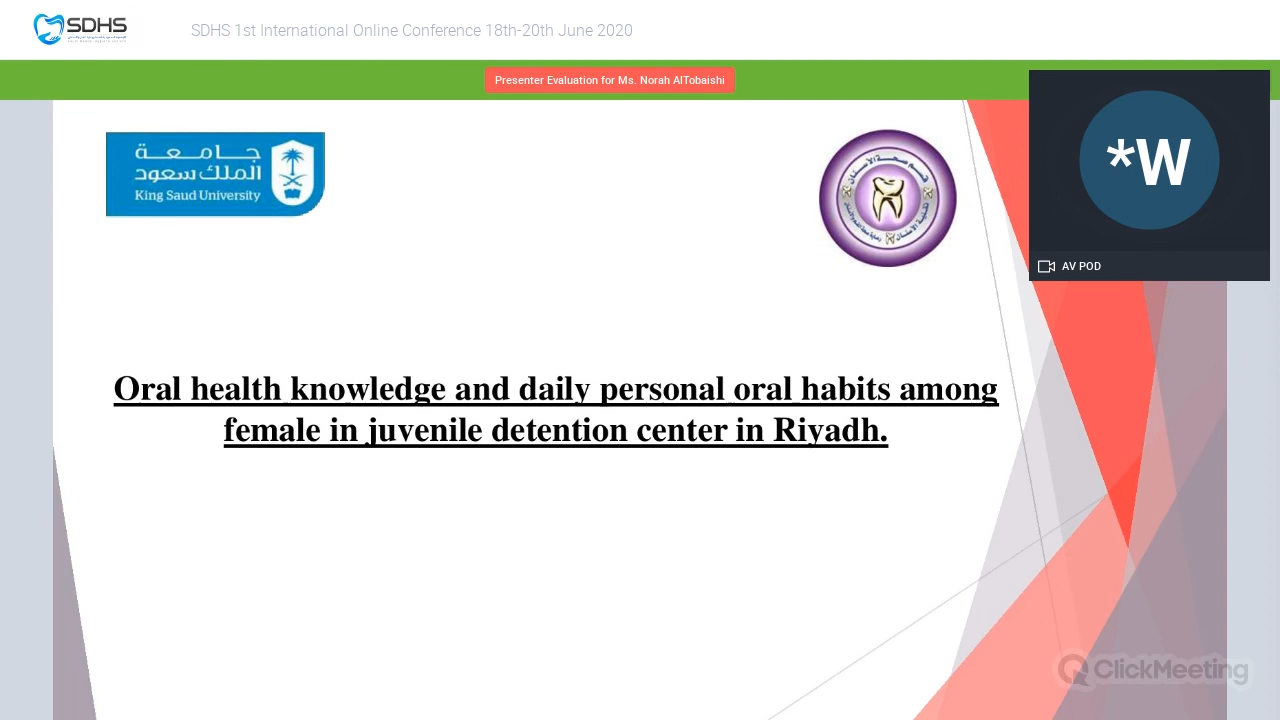 SDHS
SDHS 1st International Online Conference 18th-20th June 2020
Presenter Evaluation for Ms. Norah AlTobaishi
*W
AV POD
جامعة
الملك سعود
King Saud University
Oral health knowledge and daily personal oral habits among
female in juvenile detention center in Riyadh.
ClickMeeting